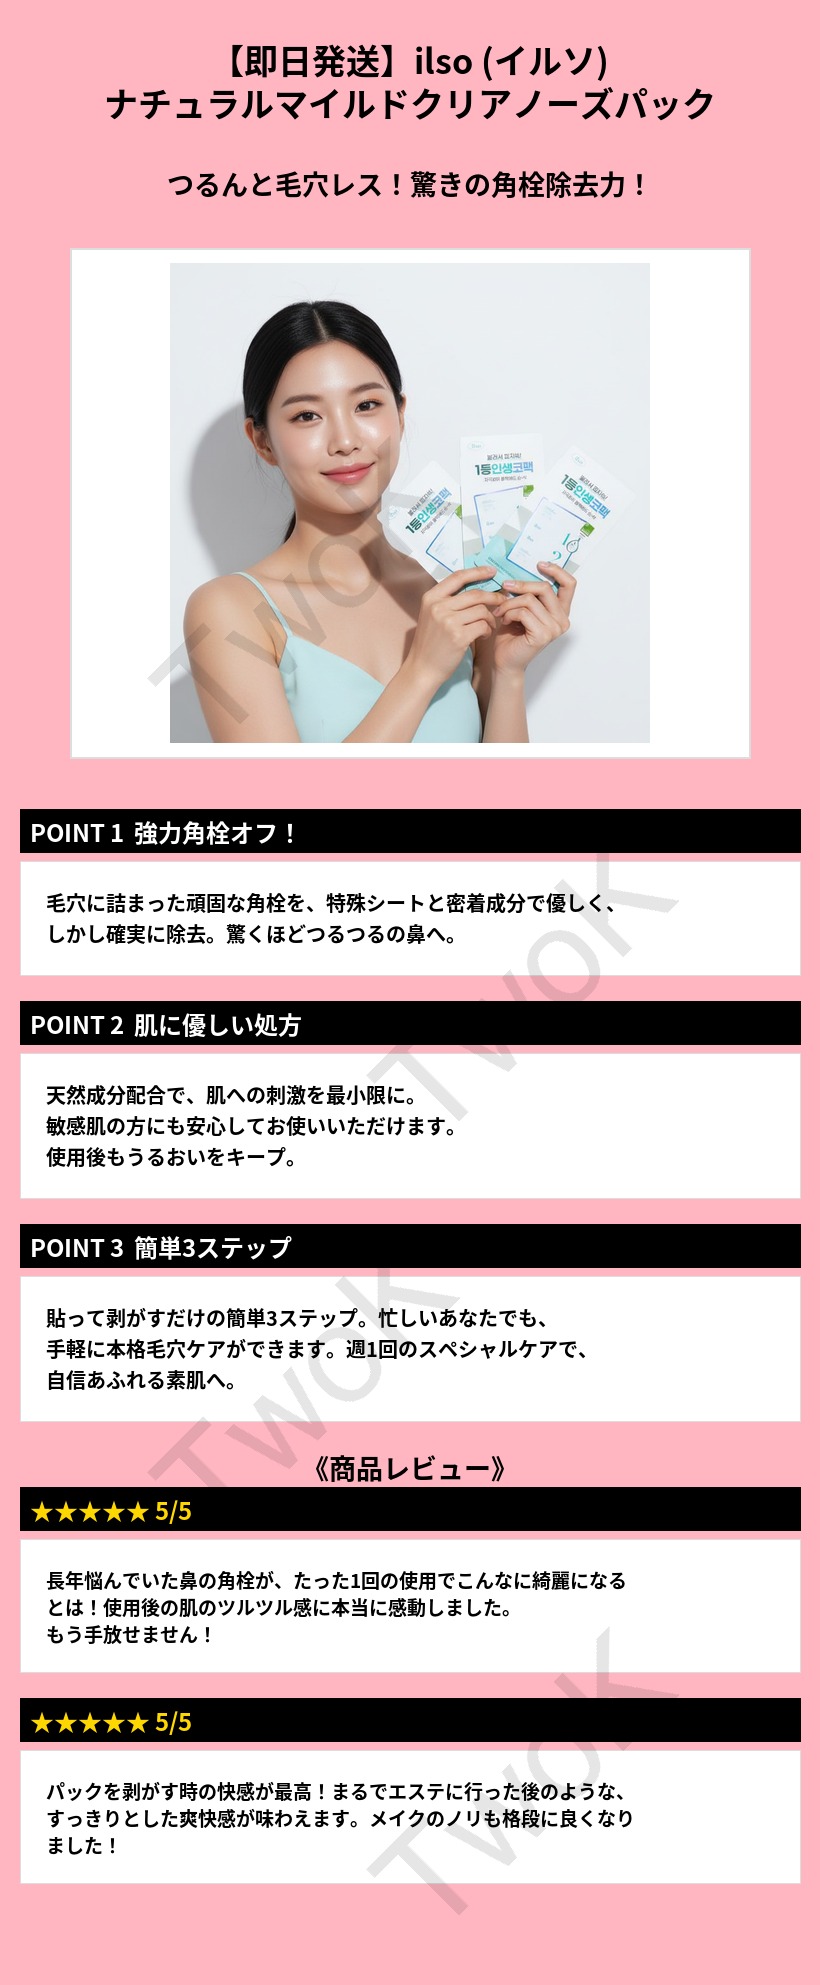 【即日発送】ilso (イルソ)
ナチュラルマイルドクリアノーズパック
つるんと毛穴レス！驚きの角栓除去力！
붙여서 뽑자딱!
1등인생코팩
1등인생코팩
1등인생코팩
TwoK
POINT 1 強力角栓オフ！
毛穴に詰まった頑固な角栓を、特殊シートと密着成分で優しく、
しかし確実に除去。驚くほどつるつるの鼻へ。
TwoK
POINT 2 肌に優しい処方
天然成分配合で、肌への刺激を最小限に。
敏感肌の方にも安心してお使いいただけます。
使用後もうるおいをキープ。
POINT 3 簡単3ステップ
貼って剥がすだけの簡単3ステップ。忙しいあなたでも、
手軽に本格毛穴ケアができます。週1回のスペシャルケアで、
自信あふれる素肌へ。
TwoK
《商品レビュー》
★★★★★ 5/5
長年悩んでいた鼻の角栓が、たった1回の使用でこんなに綺麗になる
とは！使用後の肌のツルツル感に本当に感動しました。
もう手放せません！
★★★★★ 5/5
パックを剥がす時の快感が最高！まるでエステに行った後のような、
すっきりとした爽快感が味わえます。メイクのノリも格段に良くなり
ました！
TwoK